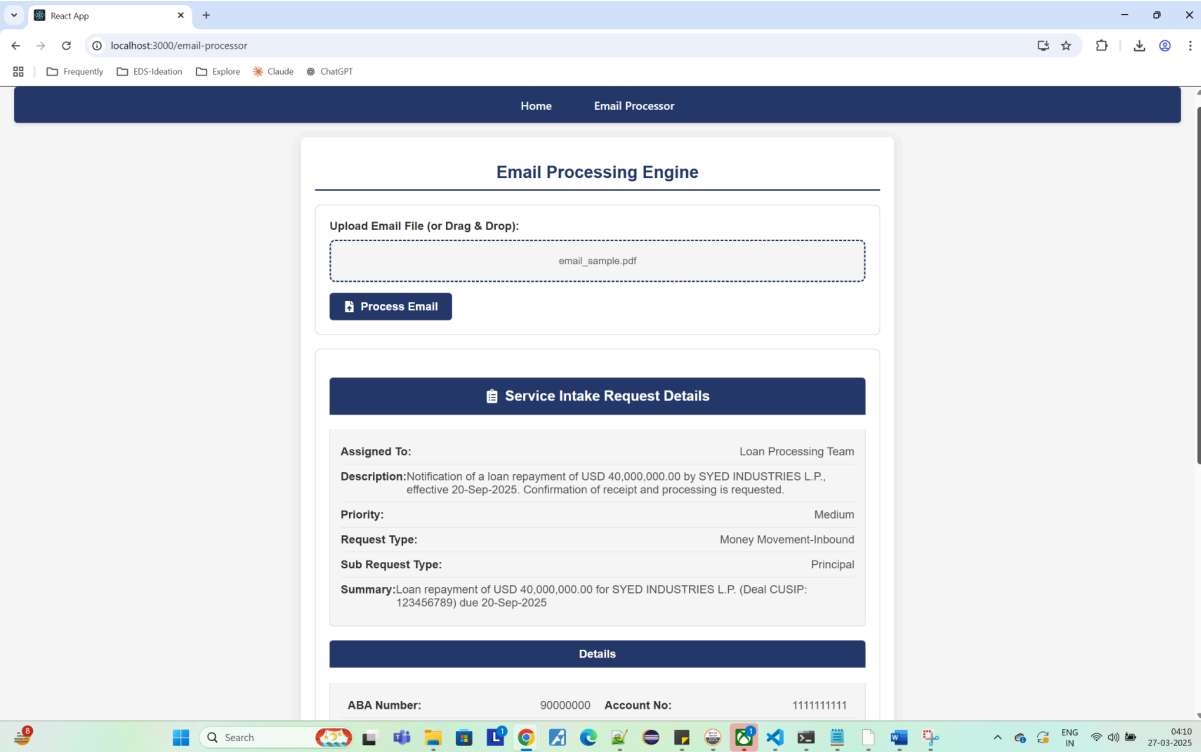 React App
localhost:3000/email-processor
Frequently EDS-Ideation Explore Claude ChatGPT
Home Email Processor
Email Processing Engine
Upload Email File (or Drag & Drop):
email_sample.pdf
Process Email
Service Intake Request Details
Assigned To: Loan Processing Team
Description:Notification of a loan repayment of USD 40,000,000.00 by SYED INDUSTRIES L.P.,
effective 20-Sep-2025. Confirmation of receipt and processing is requested.
Priority: Medium
Request Type: Money Movement-Inbound
Sub Request Type: Principal
Summary:Loan repayment of USD 40,000,000.00 for SYED INDUSTRIES L.P. (Deal CUSIP:
123456789) due 20-Sep-2025
Details
ABA Number: 90000000 Account No: 1111111111
8
Search
ENG
IN
04:10
27-03-2025